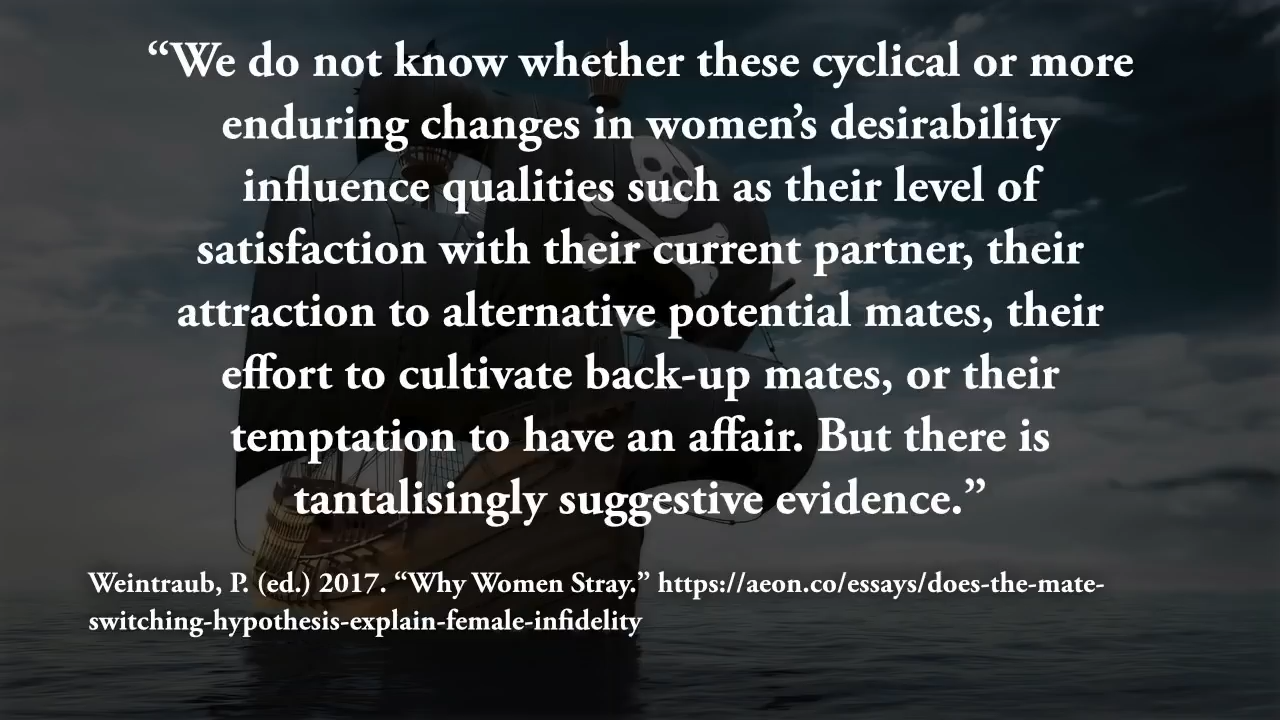 “We do not know whether these cyclical or more
enduring changes in women’s desirability
influence qualities such as their level of
satisfaction with their current partner, their
attraction to alternative potential mates, their
effort to cultivate back-up mates, or their
temptation to have an affair. But there is
tantalisingly suggestive evidence.”
Weintraub, P. (ed.) 2017. “Why Women Stray.” https://aeon.co/essays/does-the-mate-
switching-hypothesis-explain-female-infidelity